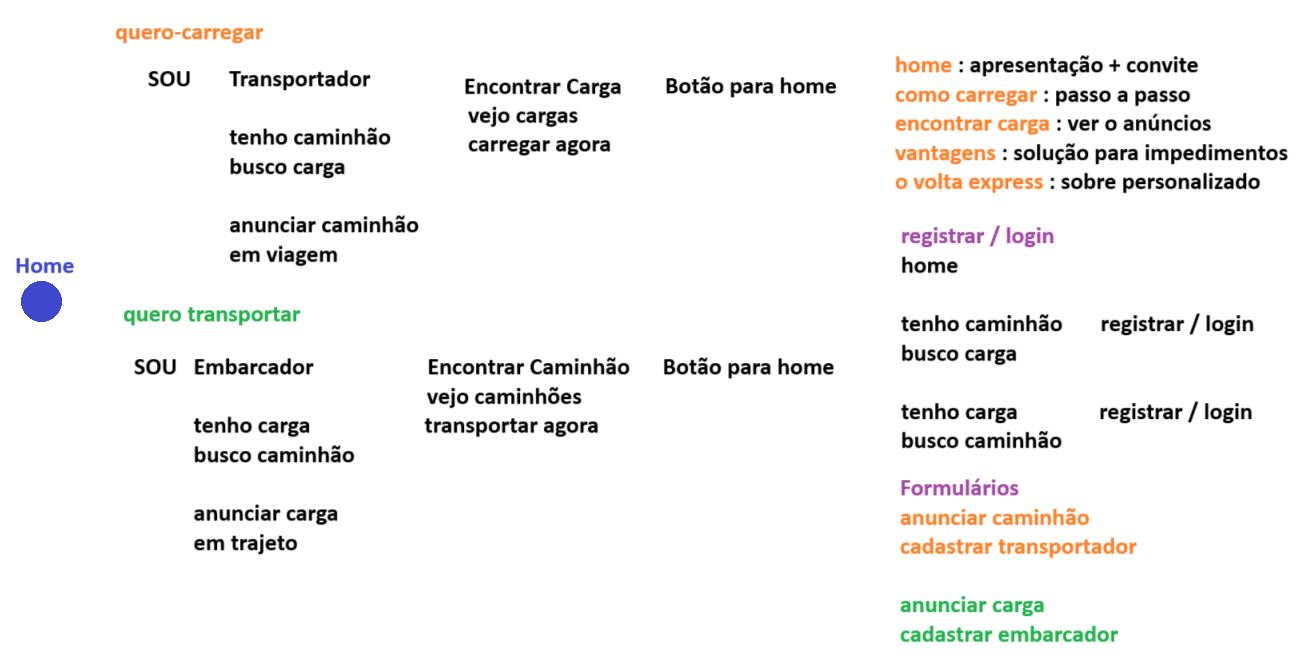 quero-carregar
SOU Transportador
tenho caminhão
busco carga
anunciar caminhão
em viagem
Encontrar Carga
vejo cargas
carregar agora
Botão para home
Home
quero transportar
SOU Embarcador
tenho carga
busco caminhão
anunciar carga
em trajeto
Encontrar Caminhão
vejo caminhões
transportar agora
Botão para home
home : apresentação + convite
como carregar : passo a passo
encontrar carga : ver o anúncios
vantagens : solução para impedimentos
o volta express : sobre personalizado
registrar / login
home
tenho caminhão registrar / login
busco carga
tenho carga registrar / login
busco caminhão
Formulários
anunciar caminhão
cadastrar transportador
anunciar carga
cadastrar embarcador